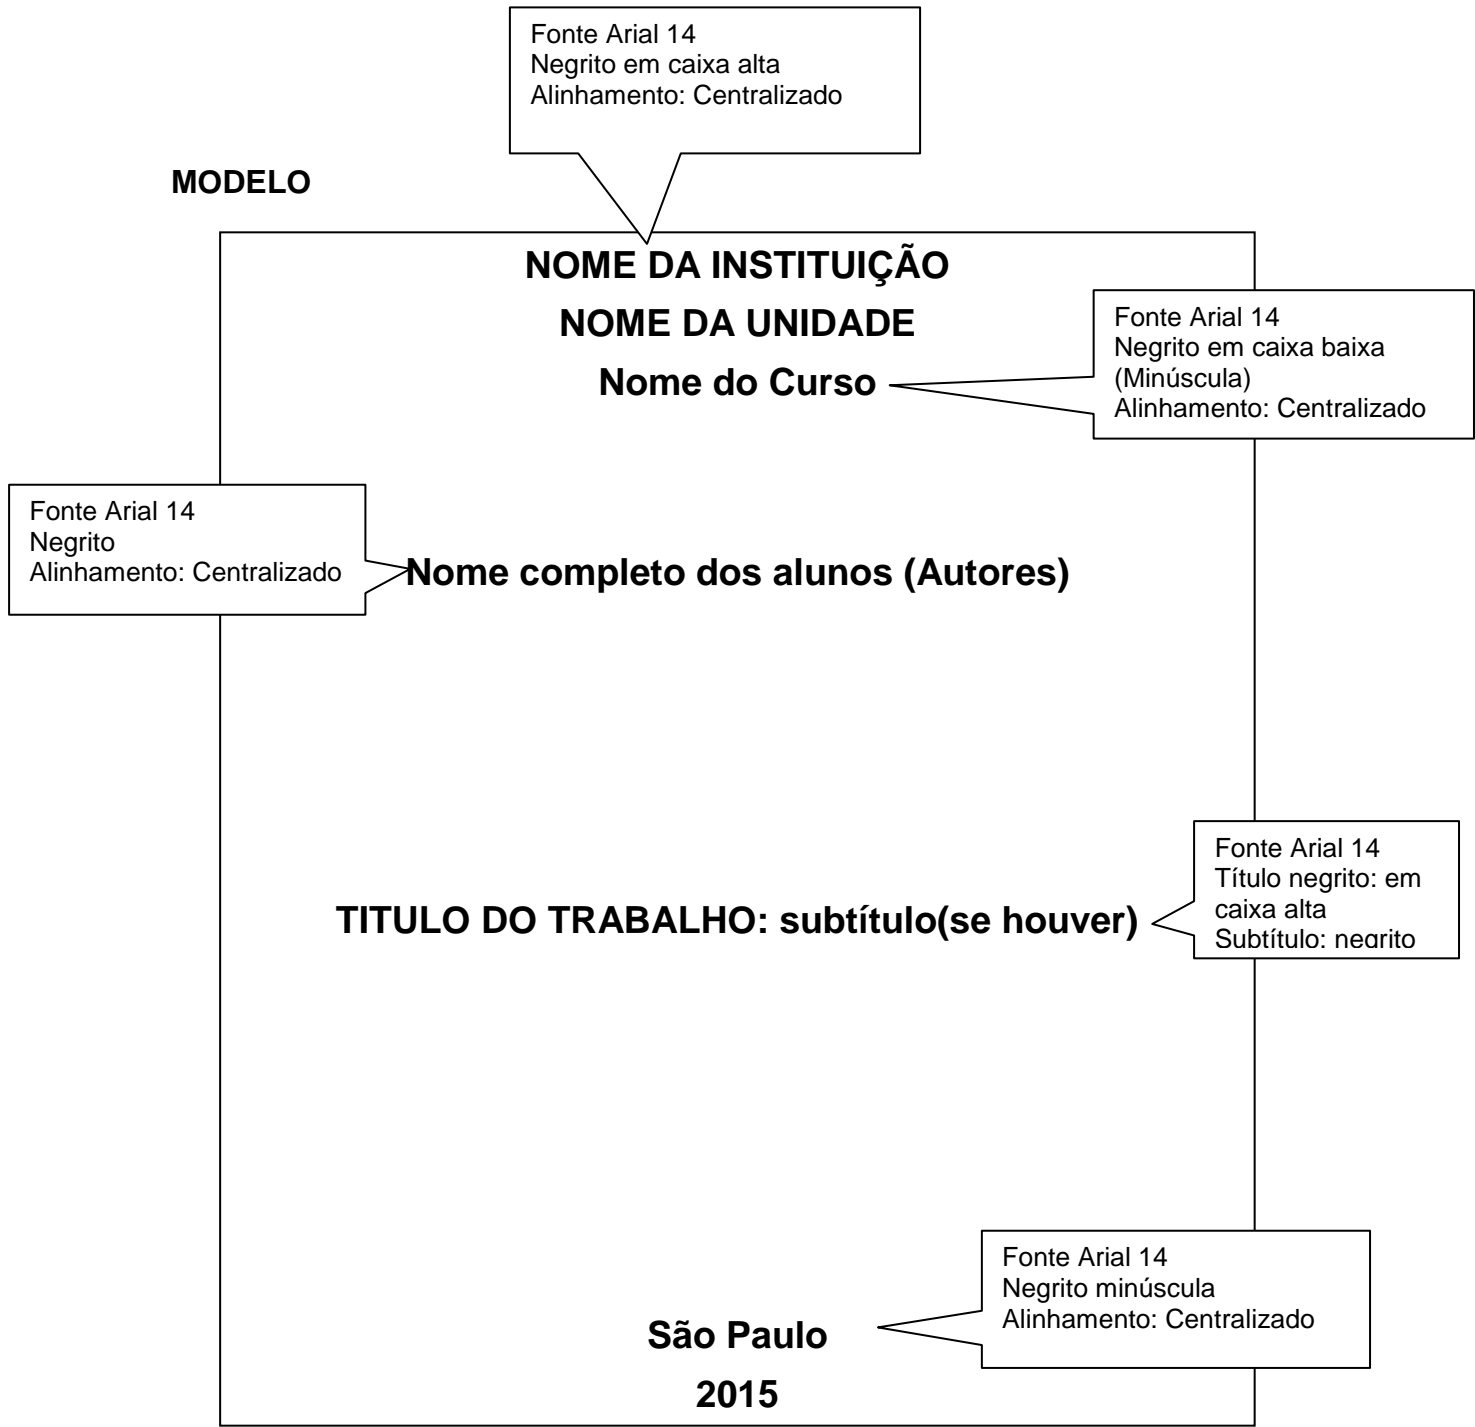 Fonte Arial 14
Negrito em caixa alta
Alinhamento: Centralizado
MODELO
NOME DA INSTITUIÇÃO
NOME DA UNIDADE
Nome do Curso
Fonte Arial 14
Negrito em caixa baixa
(Minúscula)
Alinhamento: Centralizado
Fonte Arial 14
Negrito
Alinhamento: Centralizado
Nome completo dos alunos (Autores)
Fonte Arial 14
Título negrito: em
caixa alta
Subtítulo: negrito
TITULO DO TRABALHO: subtítulo(se houver)
Fonte Arial 14
Negrito minúscula
Alinhamento: Centralizado
São Paulo
2015